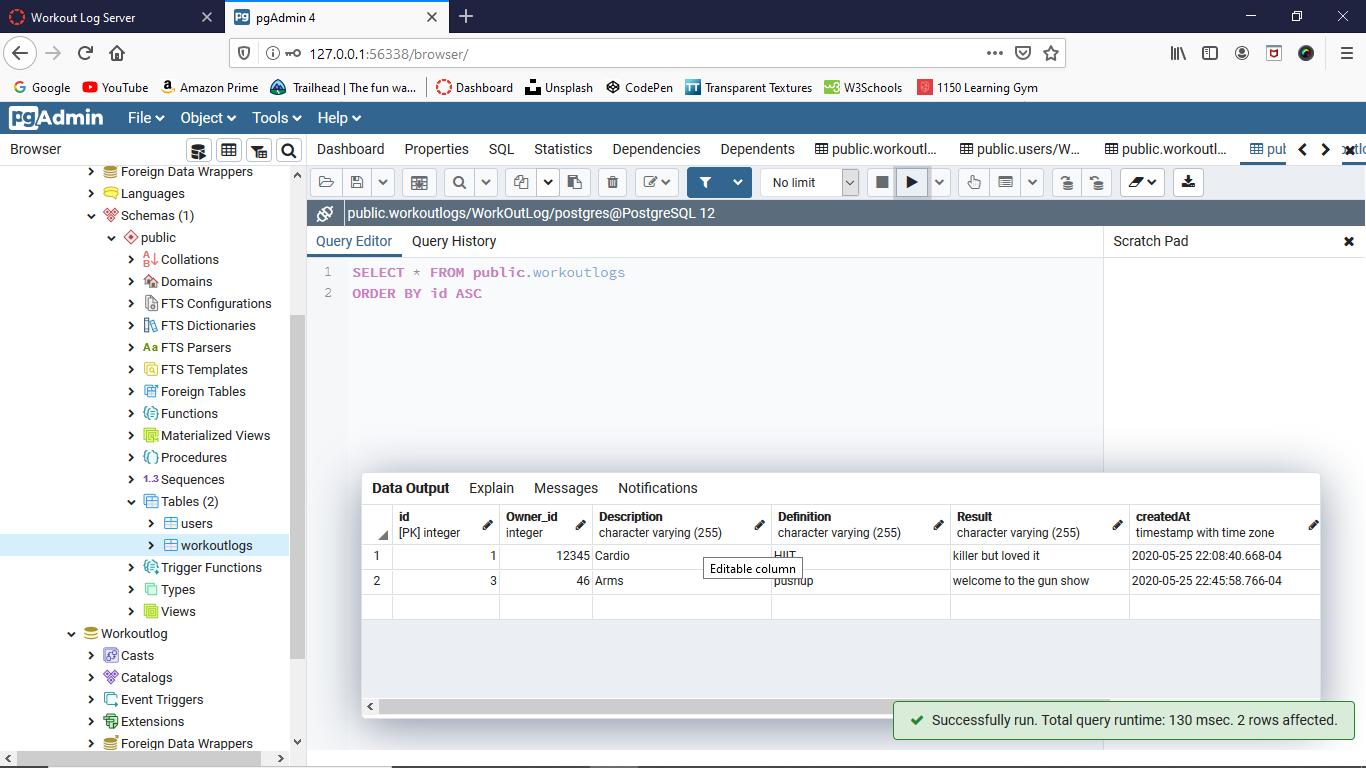 Workout Log Server
pgAdmin 4
127.0.0.1:56338/browser/
Google YouTube Amazon Prime Trailhead | The fun wa... Dashboard Unsplash CodePen Transparent Textures W3Schools 1150 Learning Gym
pgAdmin File Object Tools Help
Browser
Dashboard Properties SQL Statistics Dependencies Dependents public.workoutl... public.users/W... public.workoutl... pub
No limit
public.workoutlogs/WorkOutLog/postgres@PostgreSQL 12
Query Editor Query History
Scratch Pad
1 SELECT * FROM public.workoutlogs
2 ORDER BY id ASC
Foreign Data Wrappers
Languages
Schemas (1)
public
Collations
Domains
FTS Configurations
FTS Dictionaries
Aa FTS Parsers
FTS Templates
Foreign Tables
Functions
Materialized Views
Procedures
1.3 Sequences
Tables (2)
users
workoutlogs
Trigger Functions
Types
Views
Workoutlog
Casts
Catalogs
Event Triggers
Extensions
Foreign Data Wrappers
Data Output Explain Messages Notifications
id Owner_id Description Definition Result createdAt
[PK] integer integer character varying (255) character varying (255) character varying (255) timestamp with time zone
1 1 12345 Cardio HIIT killer but loved it 2020-05-25 22:08:40.668-04
Editable column
2 3 46 Arms pushup welcome to the gun show 2020-05-25 22:45:58.766-04
Successfully run. Total query runtime: 130 msec. 2 rows affected.